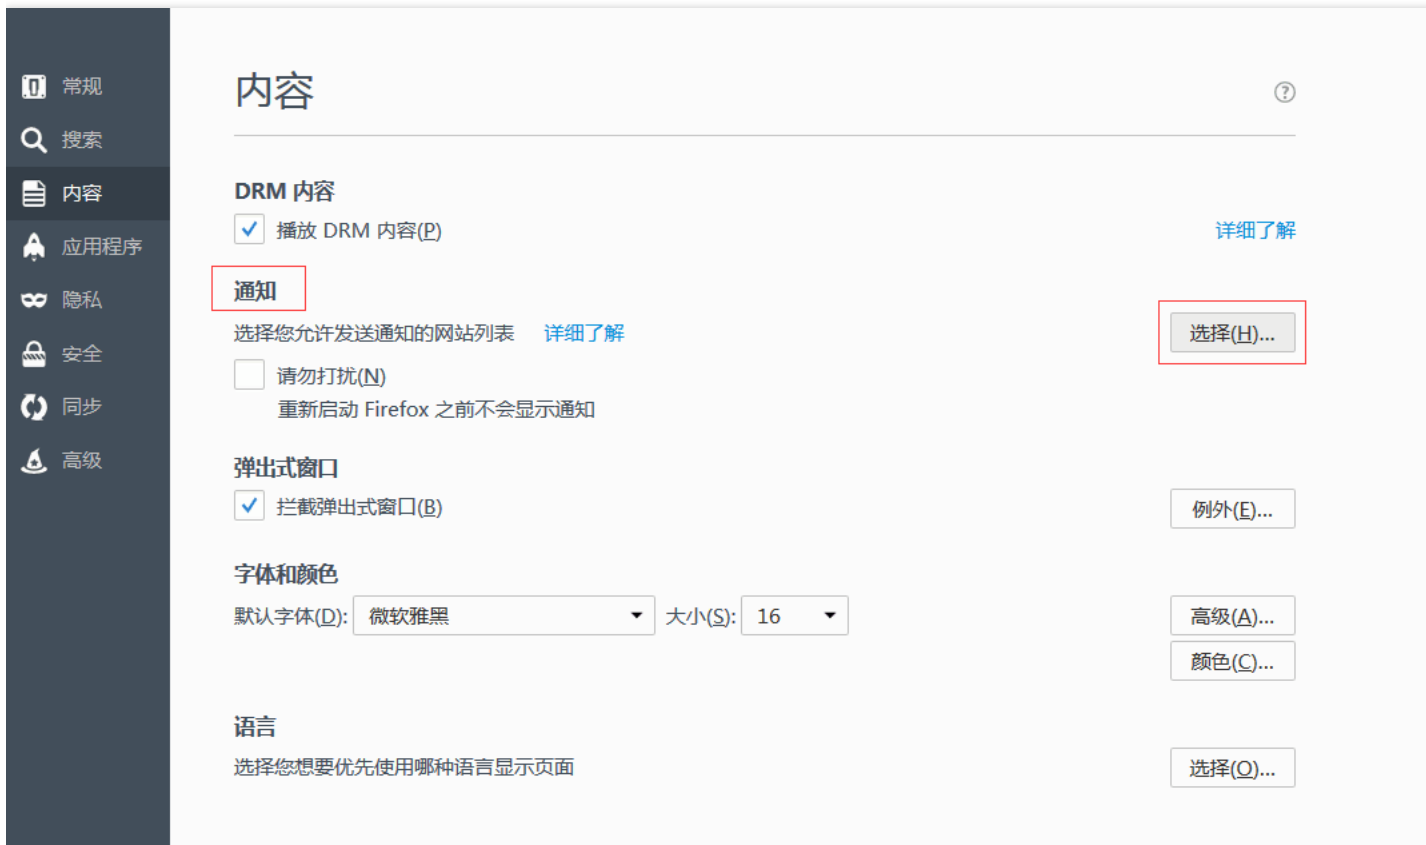 常规
搜索
内容
应用程序
隐私
安全
同步
高级
内容
?
DRM 内容
播放 DRM 内容(P)
详细了解
通知
选择您允许发送通知的网站列表 详细了解
选择(H)...
请勿打扰(N)
重新启动 Firefox 之前不会显示通知
弹出式窗口
拦截弹出式窗口(B)
例外(E)...
字体和颜色
默认字体(D): 微软雅黑 大小(S): 16
高级(A)...
颜色(C)...
语言
选择您想要优先使用哪种语言显示页面
选择(O)...